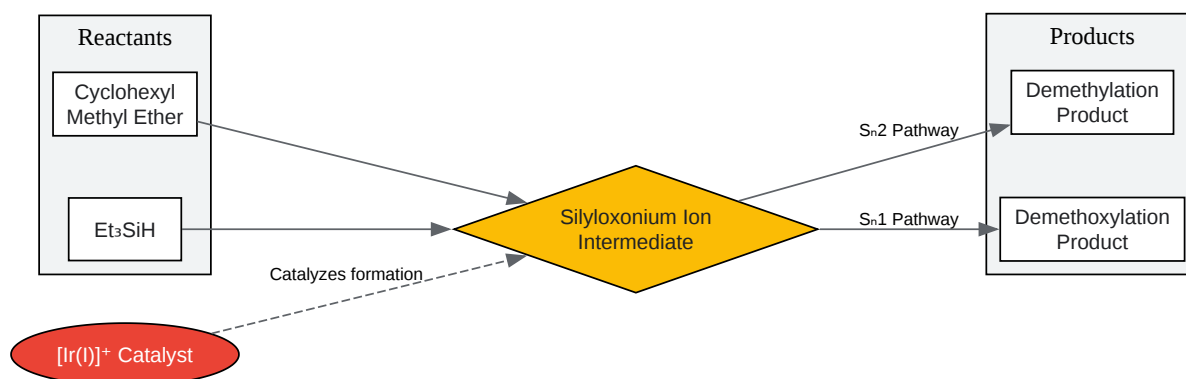 Reactants
Cyclohexyl
Methyl Ether
Et₃SiH
[Ir(I)]⁺ Catalyst
Catalyzes formation
Silyloxonium Ion
Intermediate
Sₙ2 Pathway
Sₙ1 Pathway
Products
Demethylation
Product
Demethoxylation
Product